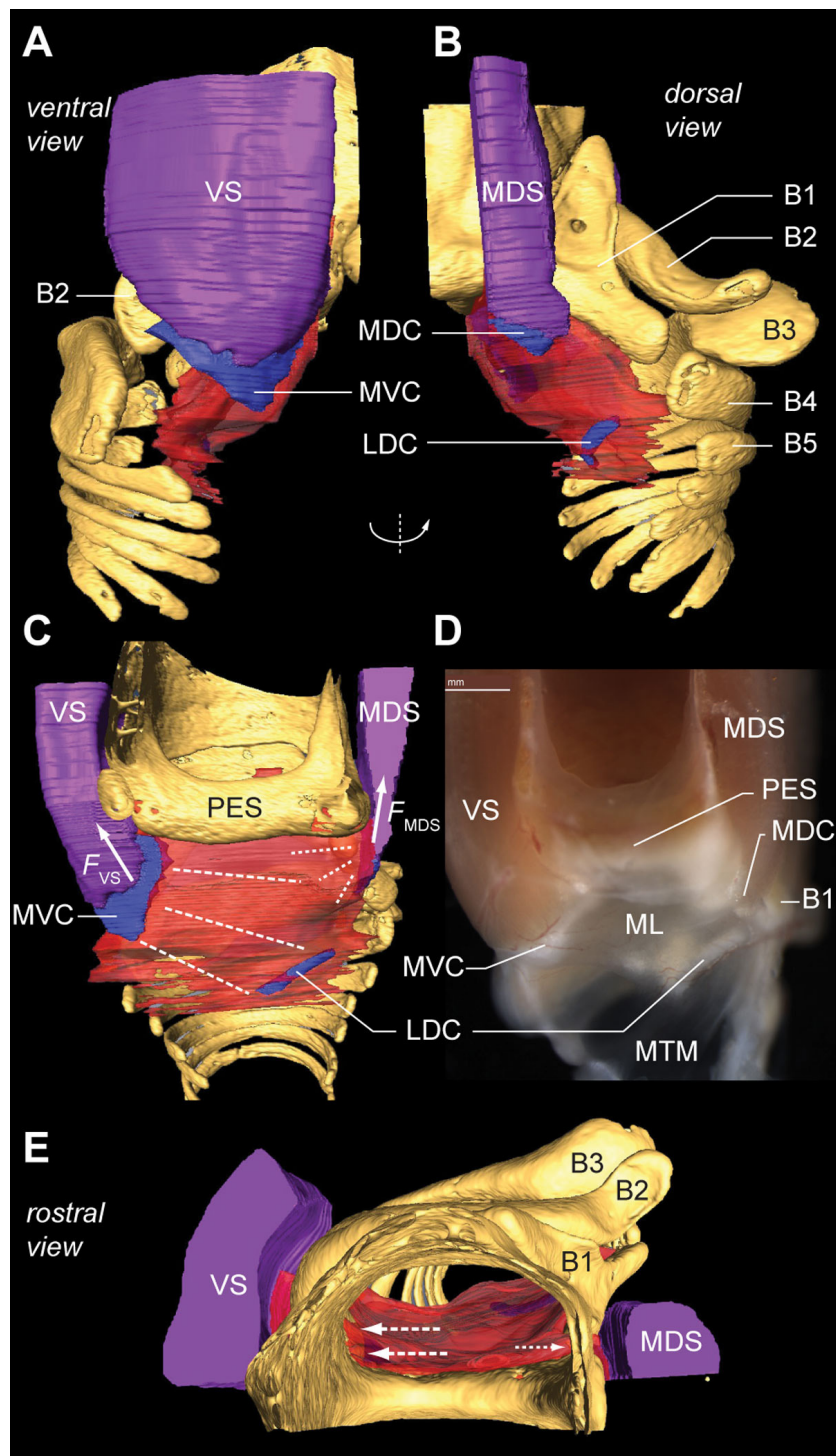 A
B
ventral
view
dorsal
view
VS
MDS
B1
B2
B2
B3
MDC
MVC
B4
LDC
B5
C
D
VS
MDS
mm
MDS
PES
VS
PES
F MDS
MDC
F VS
B1
MVC
ML
MVC
LDC
MTM
E
rostral
view
B3
B2
VS
B1
MDS